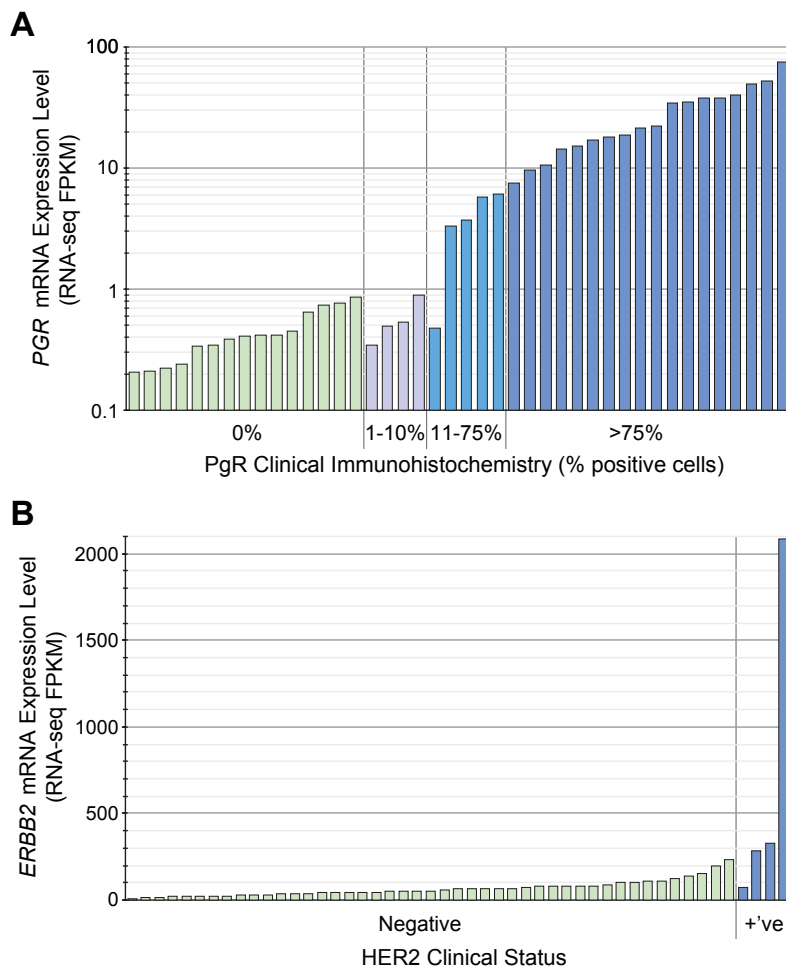 A
100
10
1
0.1
PGR mRNA Expression Level
(RNA-seq FPKM)
0% 1-10% 11-75% >75%
PgR Clinical Immunohistochemistry (% positive cells)
B
2000
1500
1000
500
0
ERBB2 mRNA Expression Level
(RNA-seq FPKM)
Negative +'ve
HER2 Clinical Status